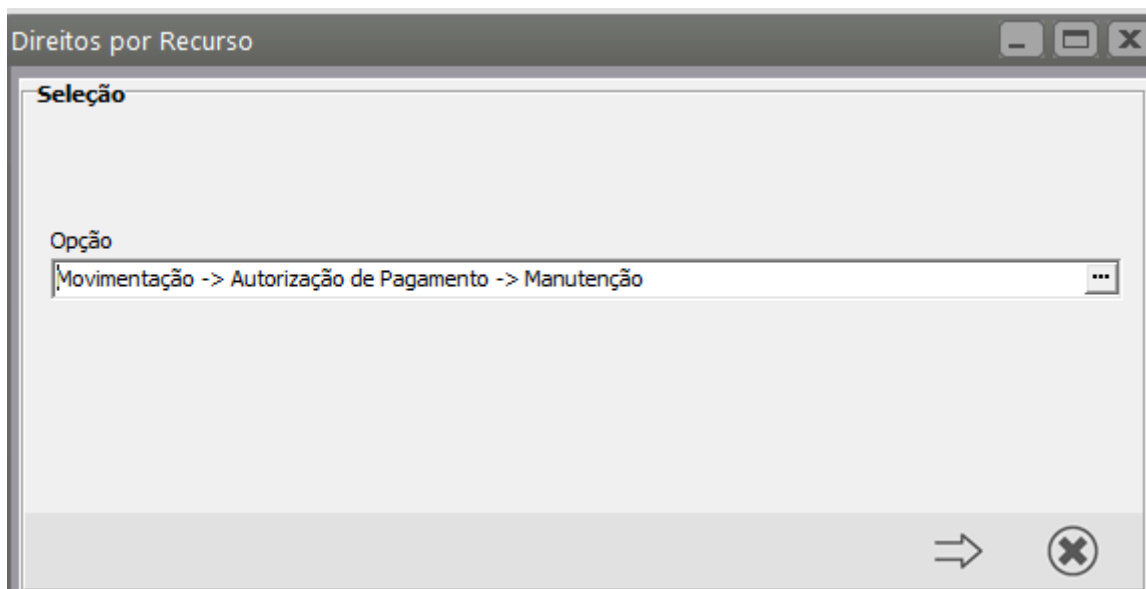 Direitos por Recurso
Seleção
Opção
Movimentação -> Autorização de Pagamento -> Manutenção
...